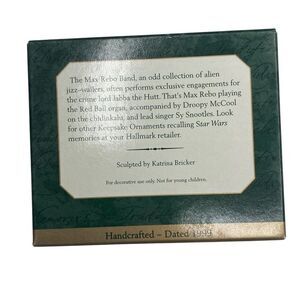 The Max Rebo Band, an odd collection of alien
jizz-wailers, often performs exclusive engagements for
the crime lord Jabba the Hutt. That's Max Rebo playing
the Red Ball organ, accompanied by Droopy McCool
on the chidinkalu, and lead singer Sy Snootles. Look
for other Keepsake Ornaments recalling Star Wars
memories at your Hallmark retailer.
Sculpted by Katrina Bricker
For decorative use only. Not for young children.
Handcrafted – Dated 1999